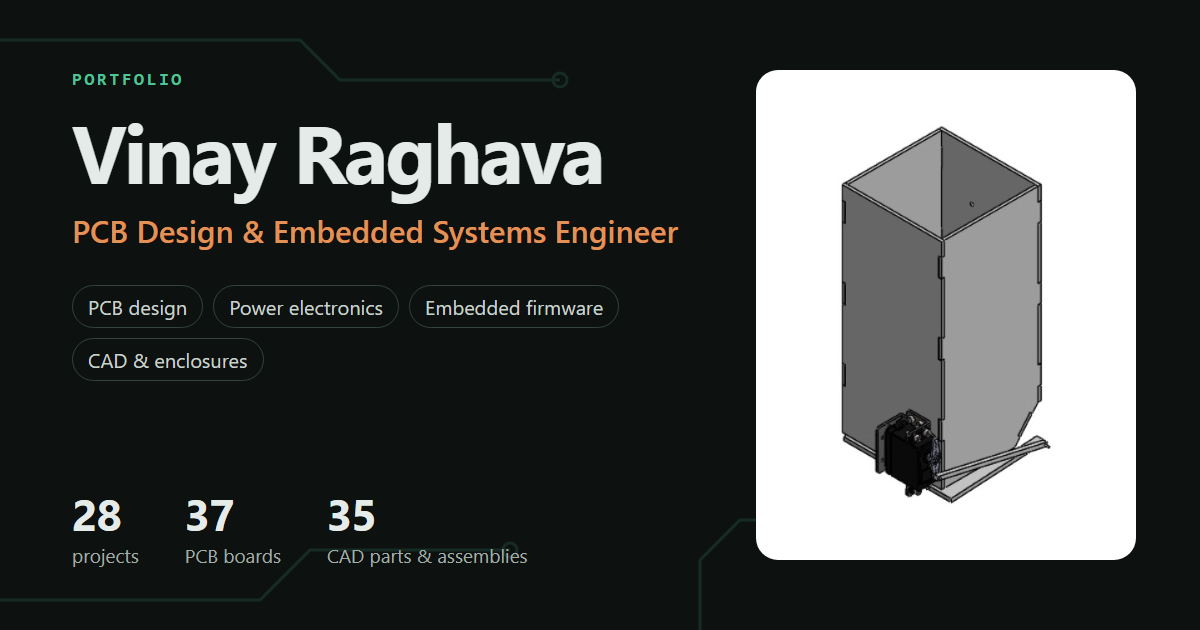 PORTFOLIO
Vinay Raghava
PCB Design & Embedded Systems Engineer
PCB design
Power electronics
Embedded firmware
CAD & enclosures
28
projects
37
PCB boards
35
CAD parts & assemblies